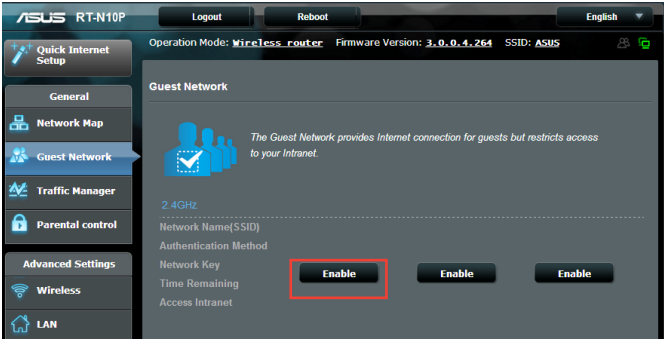 ASUS RT-N10P Logout Reboot English
Operation Mode: Wireless router Firmware Version: 3.0.0.4.264 SSID: ASUS
Quick Internet
Setup
General
Network Map
Guest Network
Traffic Manager
Parental control
Advanced Settings
Wireless
LAN
Guest Network
The Guest Network provides Internet connection for guests but restricts access
to your Intranet.
2.4GHz
Network Name(SSID)
Authentication Method
Network Key
Time Remaining
Access Intranet
Enable Enable Enable